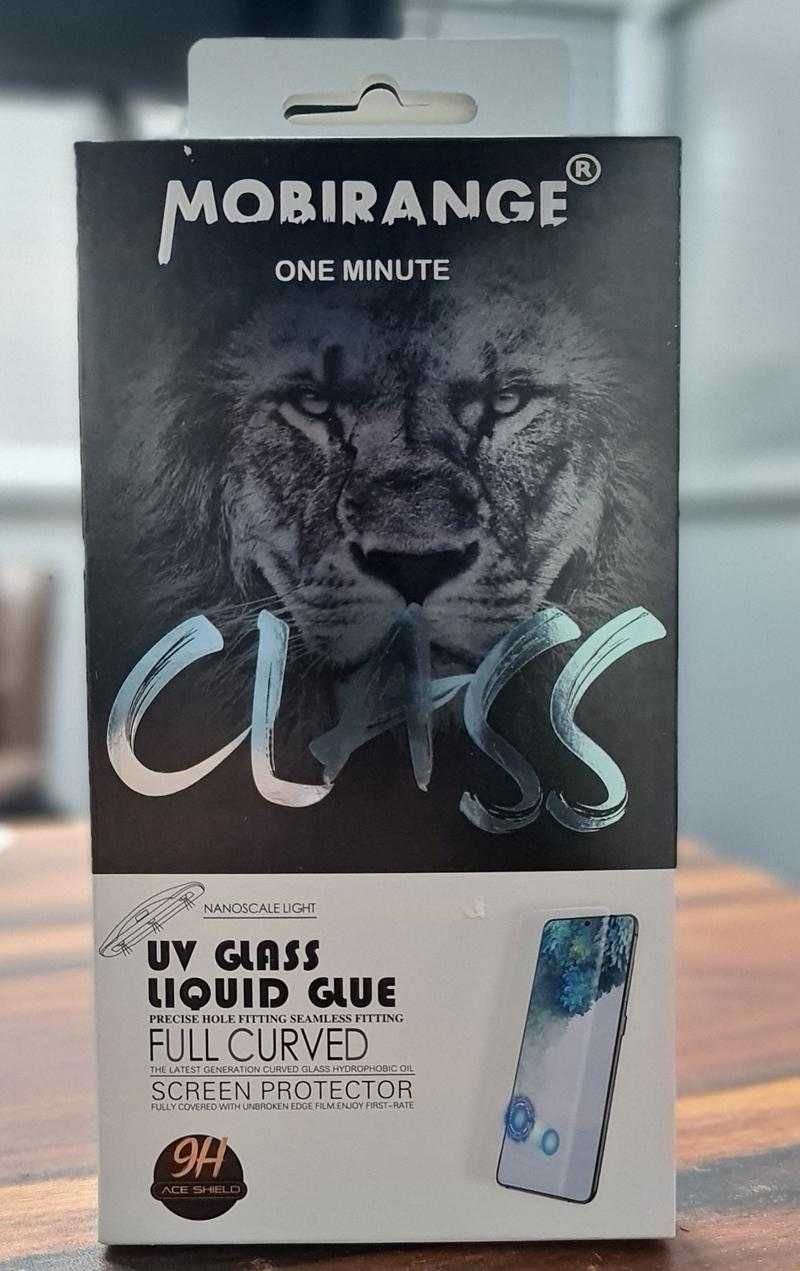 MOBIRANGE®
ONE MINUTE
CLASS
NANOSCALE LIGHT
UV GLASS
LIQUID GLUE
PRECISE HOLE FITTING SEAMLESS FITTING
FULL CURVED
THE LATEST GENERATION CURVED GLASS.HYDROPHOBIC OIL
SCREEN PROTECTOR
FULLY COVERED WITH UNBROKEN EDGE FILM.ENJOY FIRST-RATE
9H
ACE SHIELD